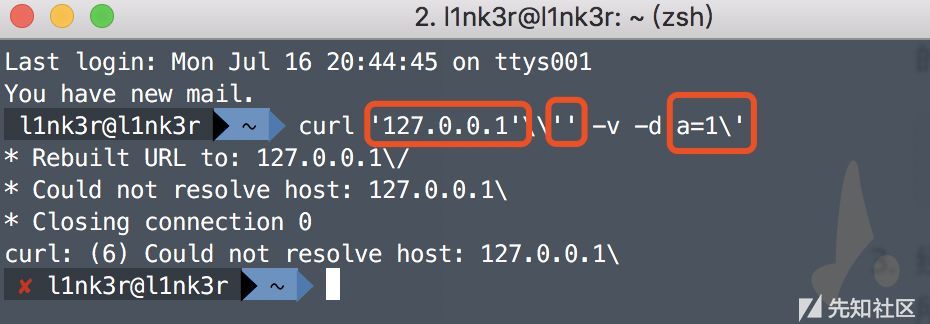 2. l1nk3r@l1nk3r: ~ (zsh)
Last login: Mon Jul 16 20:44:45 on ttys001
You have new mail.
l1nk3r@l1nk3r ~ curl '127.0.0.1'\\'' -v -d a=1\'
* Rebuilt URL to: 127.0.0.1\/
* Could not resolve host: 127.0.0.1\
* Closing connection 0
curl: (6) Could not resolve host: 127.0.0.1\
✘ l1nk3r@l1nk3r ~
先知社区